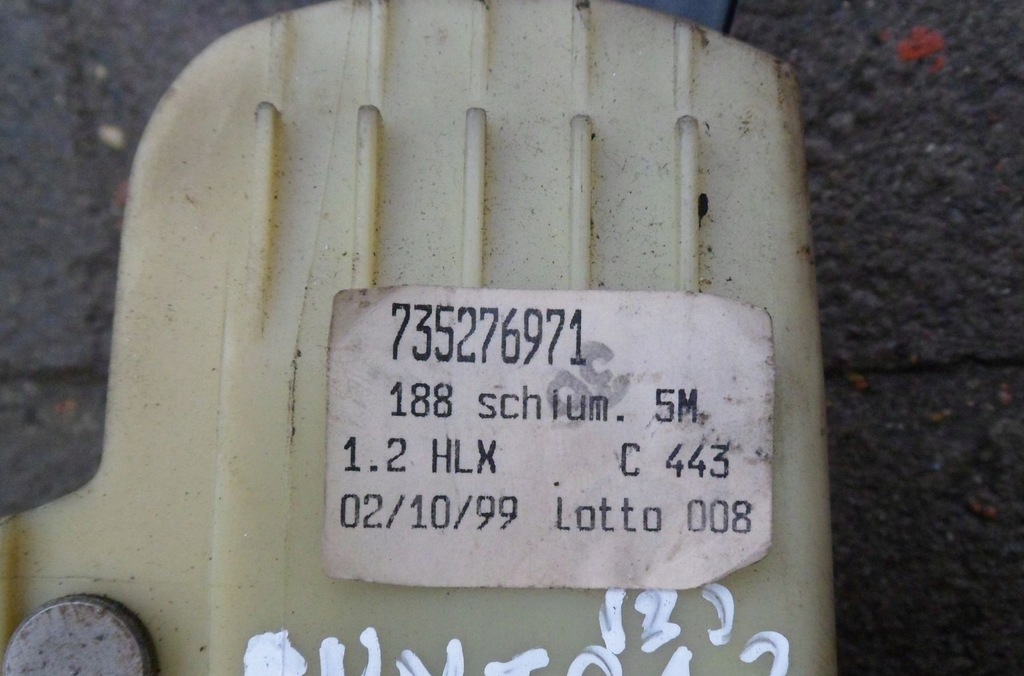 735276971
188 schium. 5M
1.2 HLX C 443
02/10/99 Lotto 008